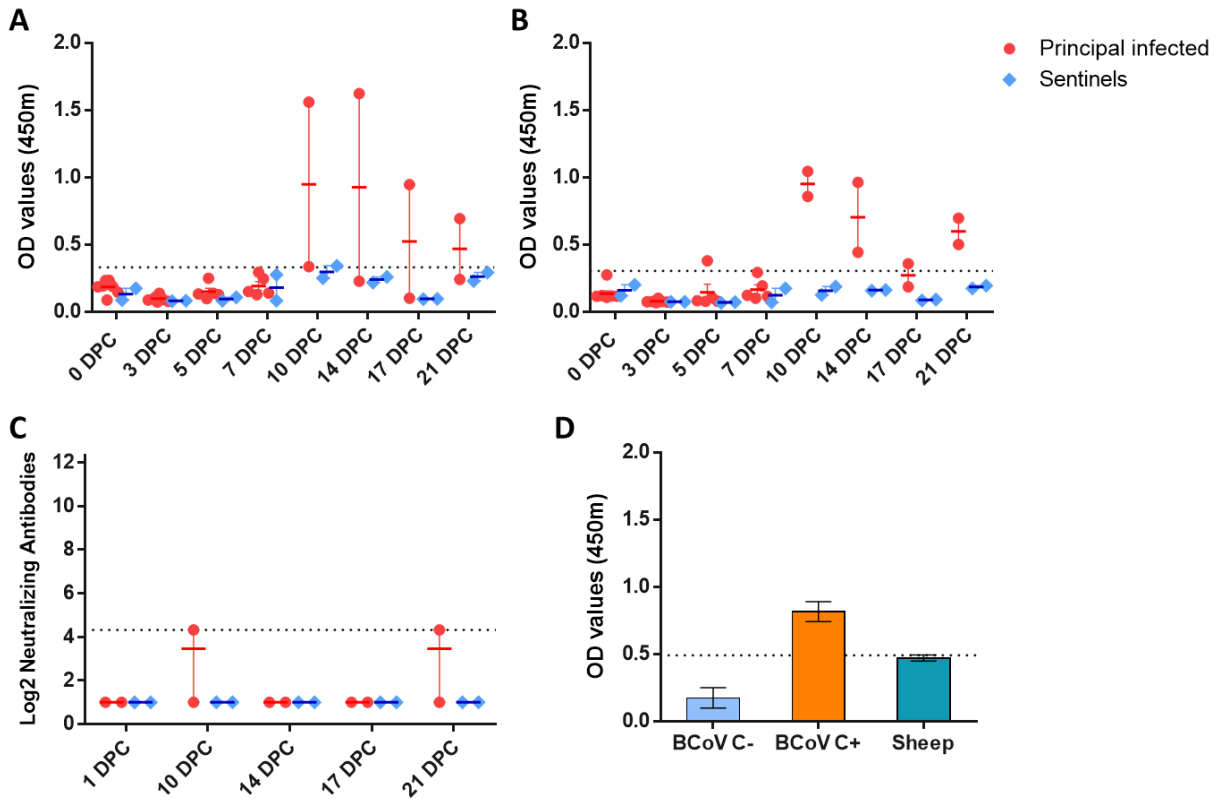 A
OD values (450m)
2.0
1.5
1.0
0.5
0.0
0 DPC
3 DPC
5 DPC
7 DPC
10 DPC
14 DPC
17 DPC
21 DPC
B
OD values (450m)
2.0
1.5
1.0
0.5
0.0
0 DPC
3 DPC
5 DPC
7 DPC
10 DPC
14 DPC
17 DPC
21 DPC
Principal infected
Sentinels
C
Log2 Neutralizing Antibodies
12
10
8
6
4
2
0
1 DPC
10 DPC
14 DPC
17 DPC
21 DPC
D
OD values (450m)
2.0
1.5
1.0
0.5
0.0
BCoV C-
BCoV C+
Sheep